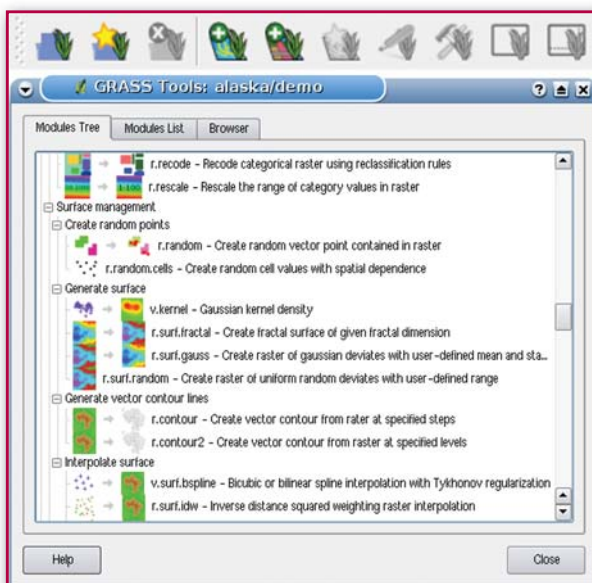 GRASS Tools: alaska/demo
Modules Tree
Modules List
Browser
r.recode - Recode categorical raster using reclassification rules
1-100
r.rescale - Rescale the range of category values in raster
Surface management
Create random points
r.random - Create random vector point contained in raster
r.random.cells - Create random cell values with spatial dependence
Generate surface
v.kernel - Gaussian kernel density
r.surf.fractal - Create fractal surface of given fractal dimension
r.surf.gauss - Create raster of gaussian deviates with user-defined mean and sta...
r.surf.random - Create raster of uniform random deviates with user-defined range
Generate vector contour lines
r.contour - Create vector contour from rater at specified steps
r.contour2 - Create vector contour from raster at specified levels
Interpolate surface
v.surf.bspline - Bicubic or bilinear spline interpolation with Tykhonov regularization
r.surf.idw - Inverse distance squared weighting raster interpolation
Help
Close